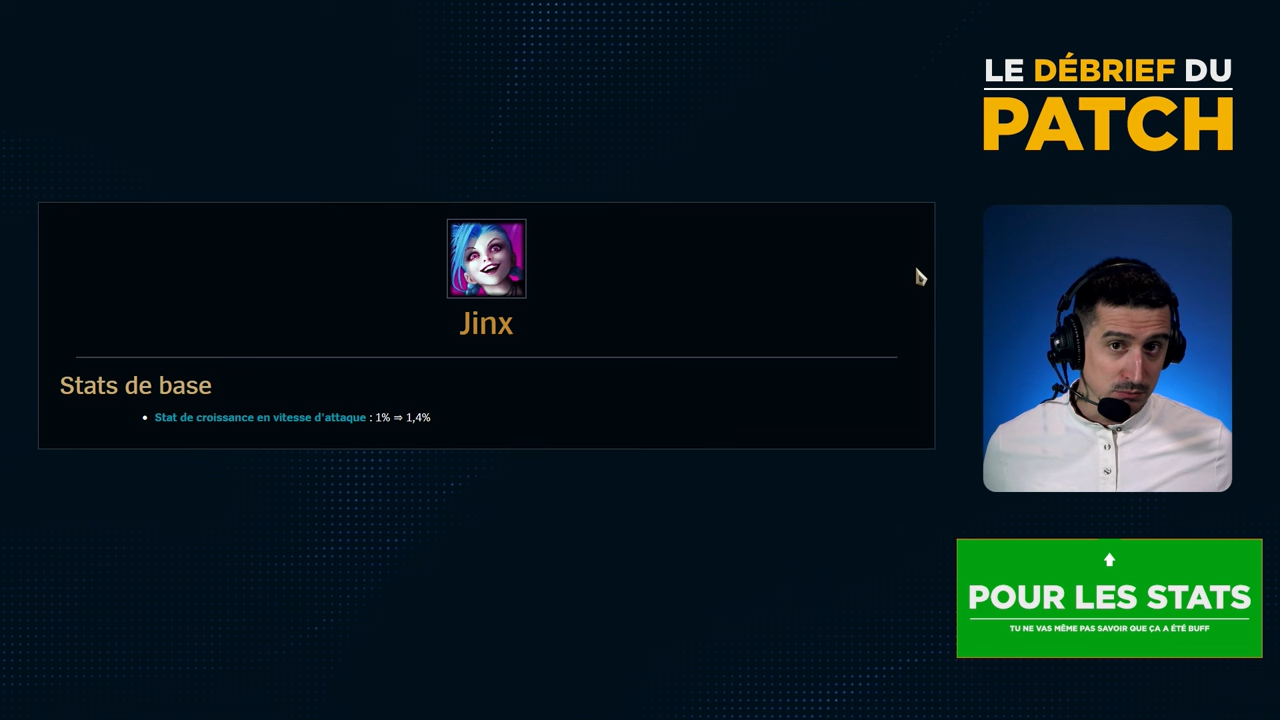 LE DÉBRIEF DU
PATCH
Jinx
Stats de base
• Stat de croissance en vitesse d'attaque : 1% ⇒ 1,4%
POUR LES STATS
TU NE VAS MÊME PAS SAVOIR QUE ÇA A ÉTÉ BUFF